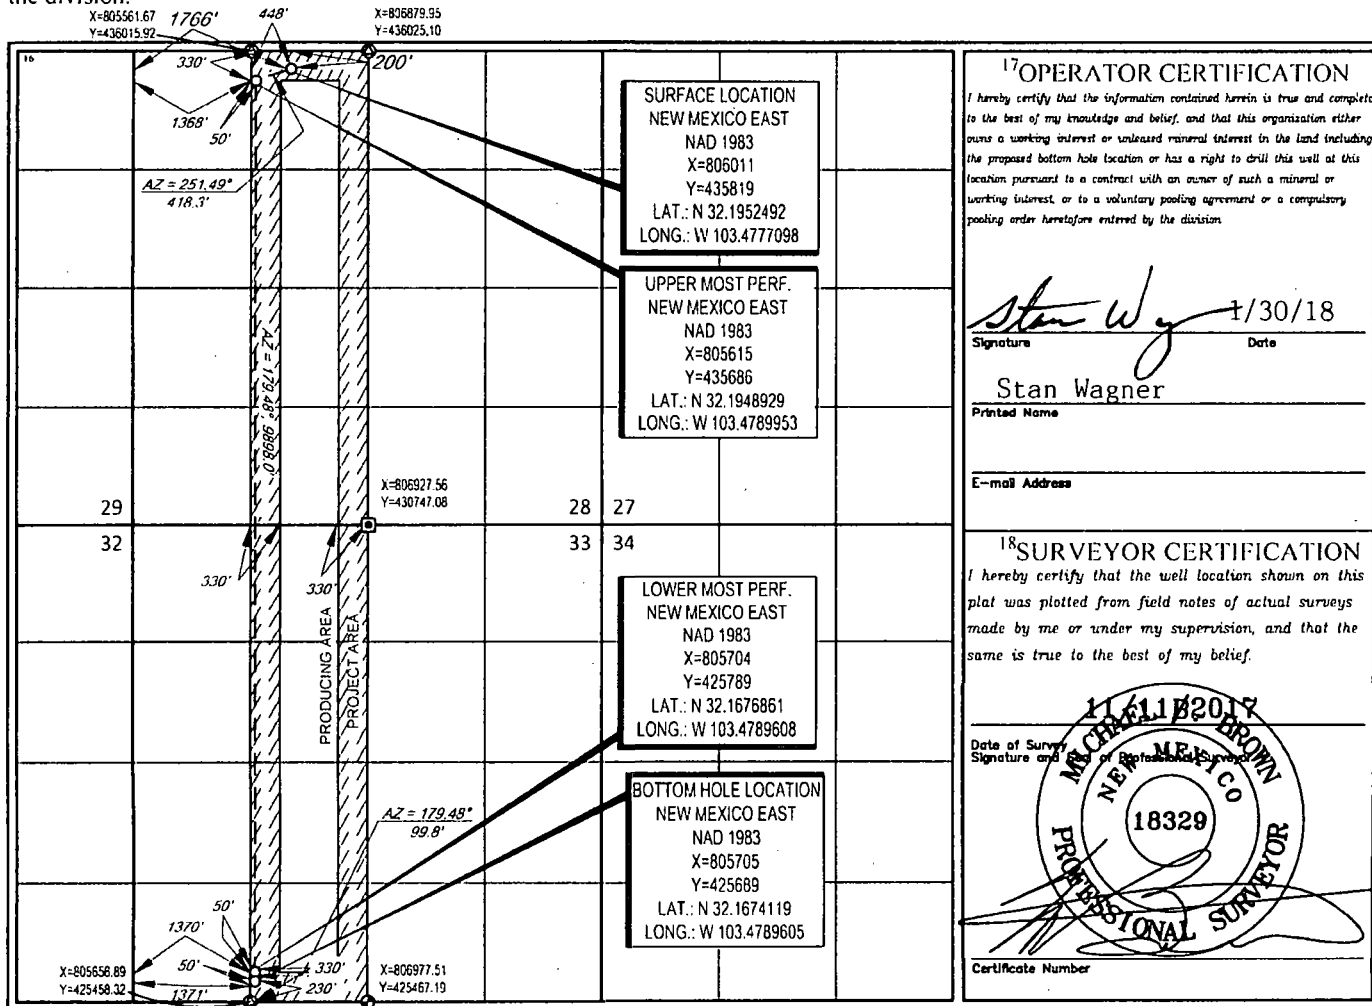 the division.
X=805561.67
Y=436015.92
1766'
448'
X=806879.95
Y=436025.10
16
330'
200'
1368'
50'
AZ = 251.49°
418.3'
SURFACE LOCATION
NEW MEXICO EAST
NAD 1983
X=806011
Y=435819
LAT.: N 32.1952492
LONG.: W 103.4777098
UPPER MOST PERF.
NEW MEXICO EAST
NAD 1983
X=805615
Y=435686
LAT.: N 32.1948929
LONG.: W 103.4789953
AZ = 179.48°, 9898.0'
X=806927.56
Y=430747.08
29
28
27
32
33
34
330'
330'
PRODUCING AREA
PROJECT AREA
LOWER MOST PERF.
NEW MEXICO EAST
NAD 1983
X=805704
Y=425789
LAT.: N 32.1676861
LONG.: W 103.4789608
BOTTOM HOLE LOCATION
NEW MEXICO EAST
NAD 1983
X=805705
Y=425689
LAT.: N 32.1674119
LONG.: W 103.4789605
AZ = 179.48°
99.8'
50'
1370'
50'
330'
1371'
230'
X=805656.89
Y=425458.32
X=806977.51
Y=425467.19
17 OPERATOR CERTIFICATION
I hereby certify that the information contained herein is true and complete
to the best of my knowledge and belief, and that this organization either
owns a working interest or unleased mineral interest in the land including
the proposed bottom hole location or has a right to drill this well at this
location pursuant to a contract with an owner of such a mineral or
working interest, or to a voluntary pooling agreement or a compulsory
pooling order heretofore entered by the division
1/30/18
Signature
Date
Stan Wagner
Printed Name
E-mail Address
18 SURVEYOR CERTIFICATION
I hereby certify that the well location shown on this
plat was plotted from field notes of actual surveys
made by me or under my supervision, and that the
same is true to the best of my belief.
Date of Survey
Signature and Seal of Professional Surveyor
MICHAEL B. BROWN
NEW MEXICO
18329
PROFESSIONAL SURVEYOR
Certificate Number